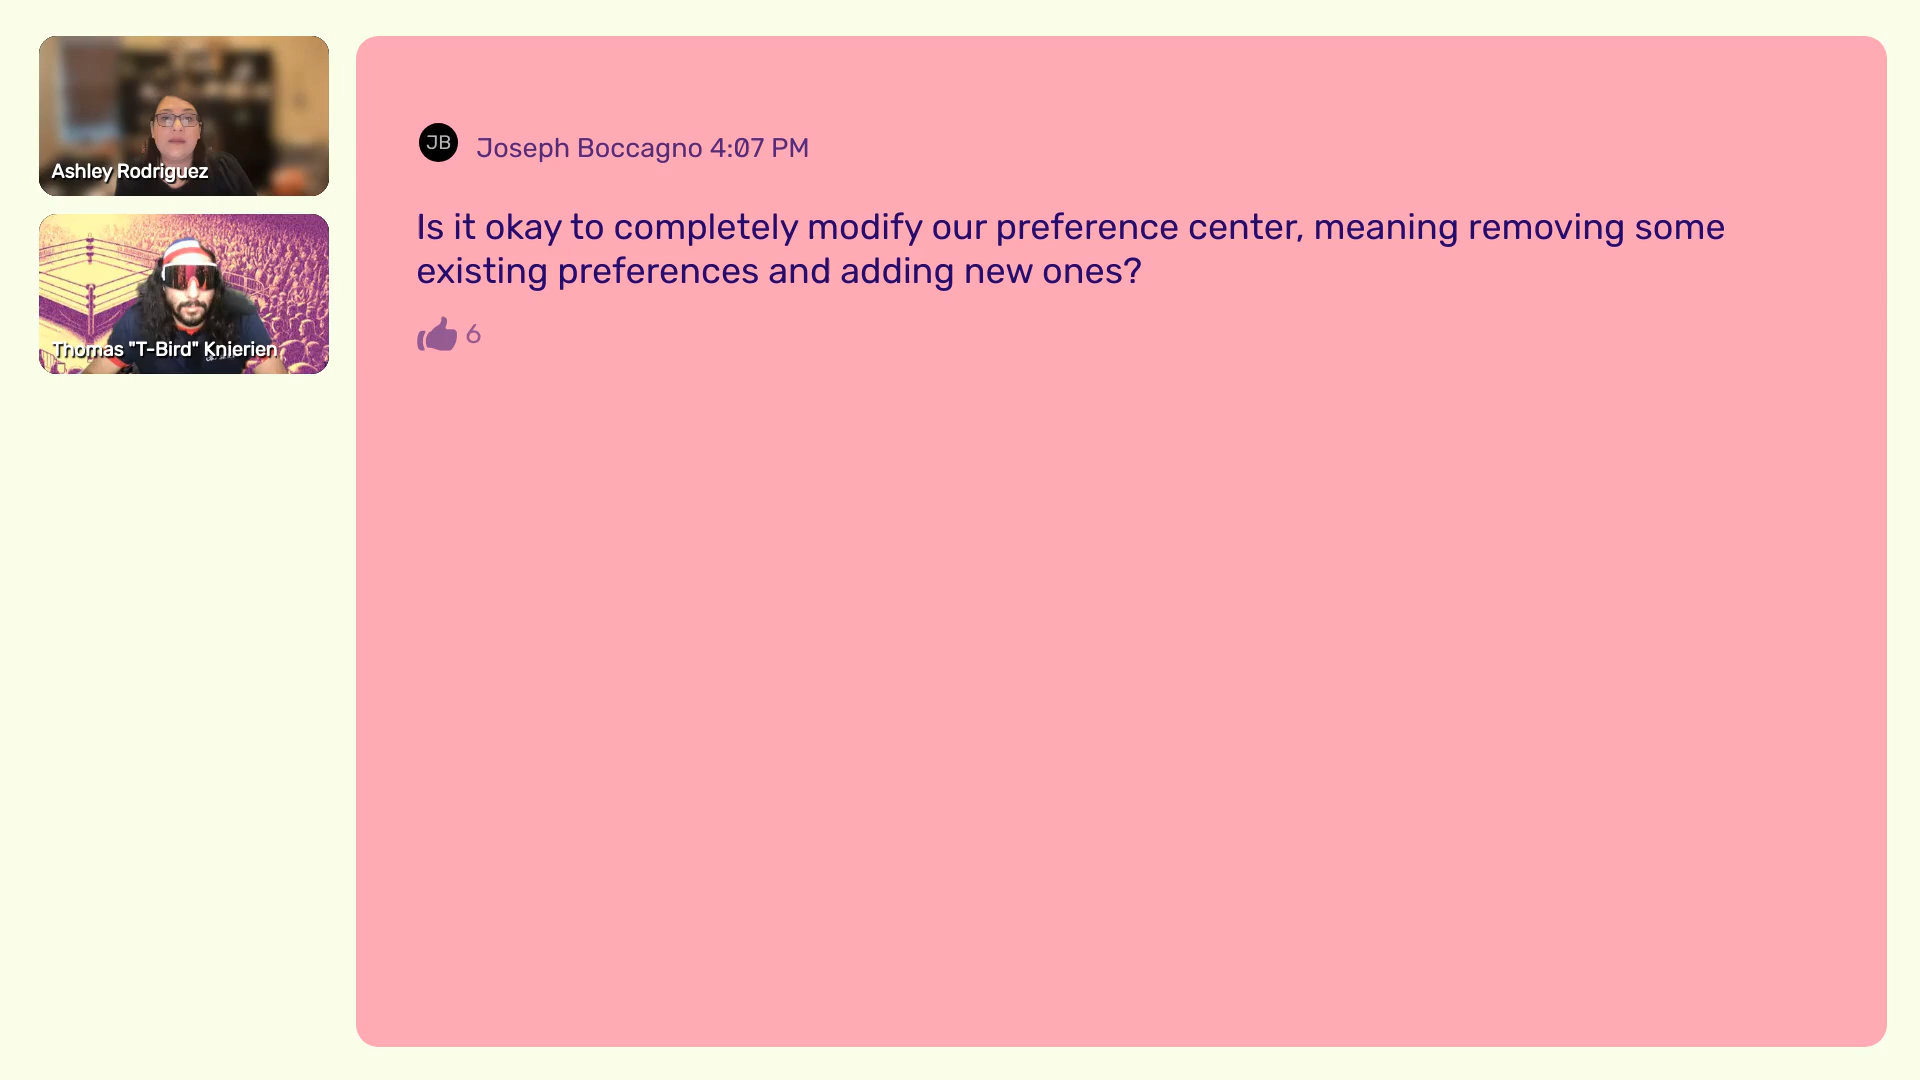 Ashley Rodriguez
Thomas "T-Bird" Knierien
JB
Joseph Boccagno 4:07 PM
Is it okay to completely modify our preference center, meaning removing some
existing preferences and adding new ones?
6